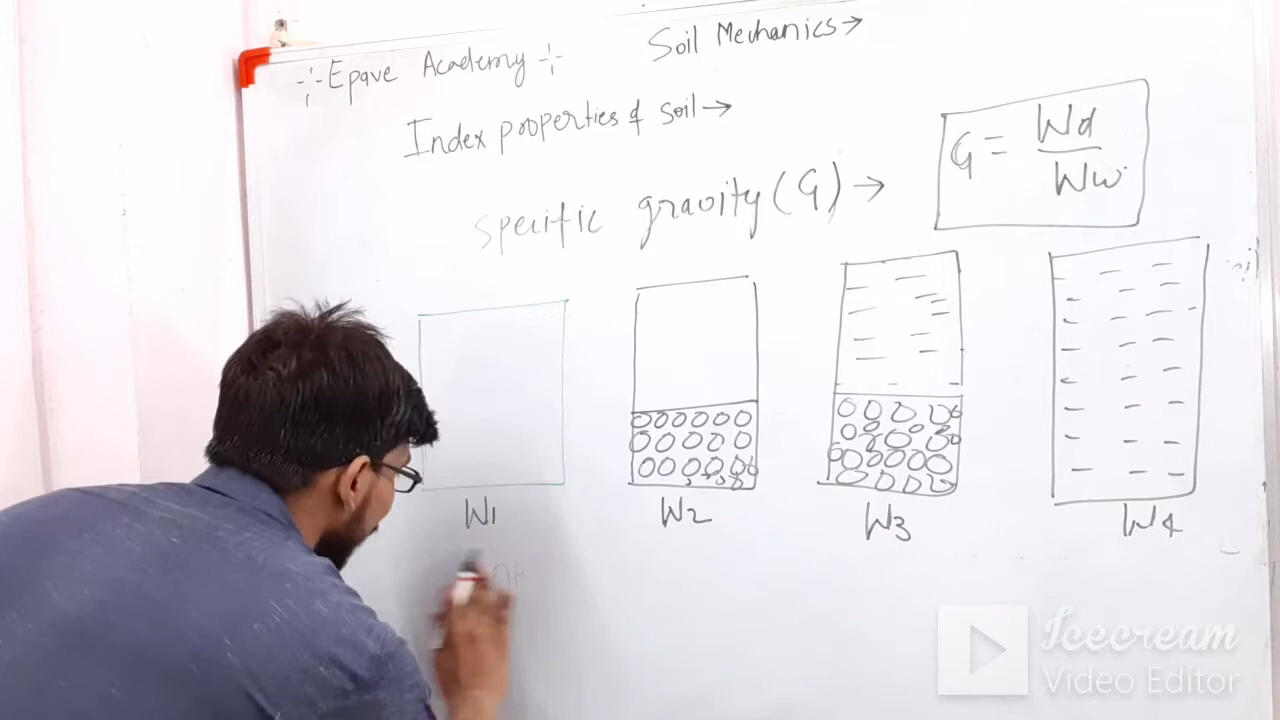 Epave Academy
Soil Mechanics →
Index properties of soil →
Specific gravity (G) →
G = Wd / Ww
W1
W2
W3
W4
Icecream
Video Editor